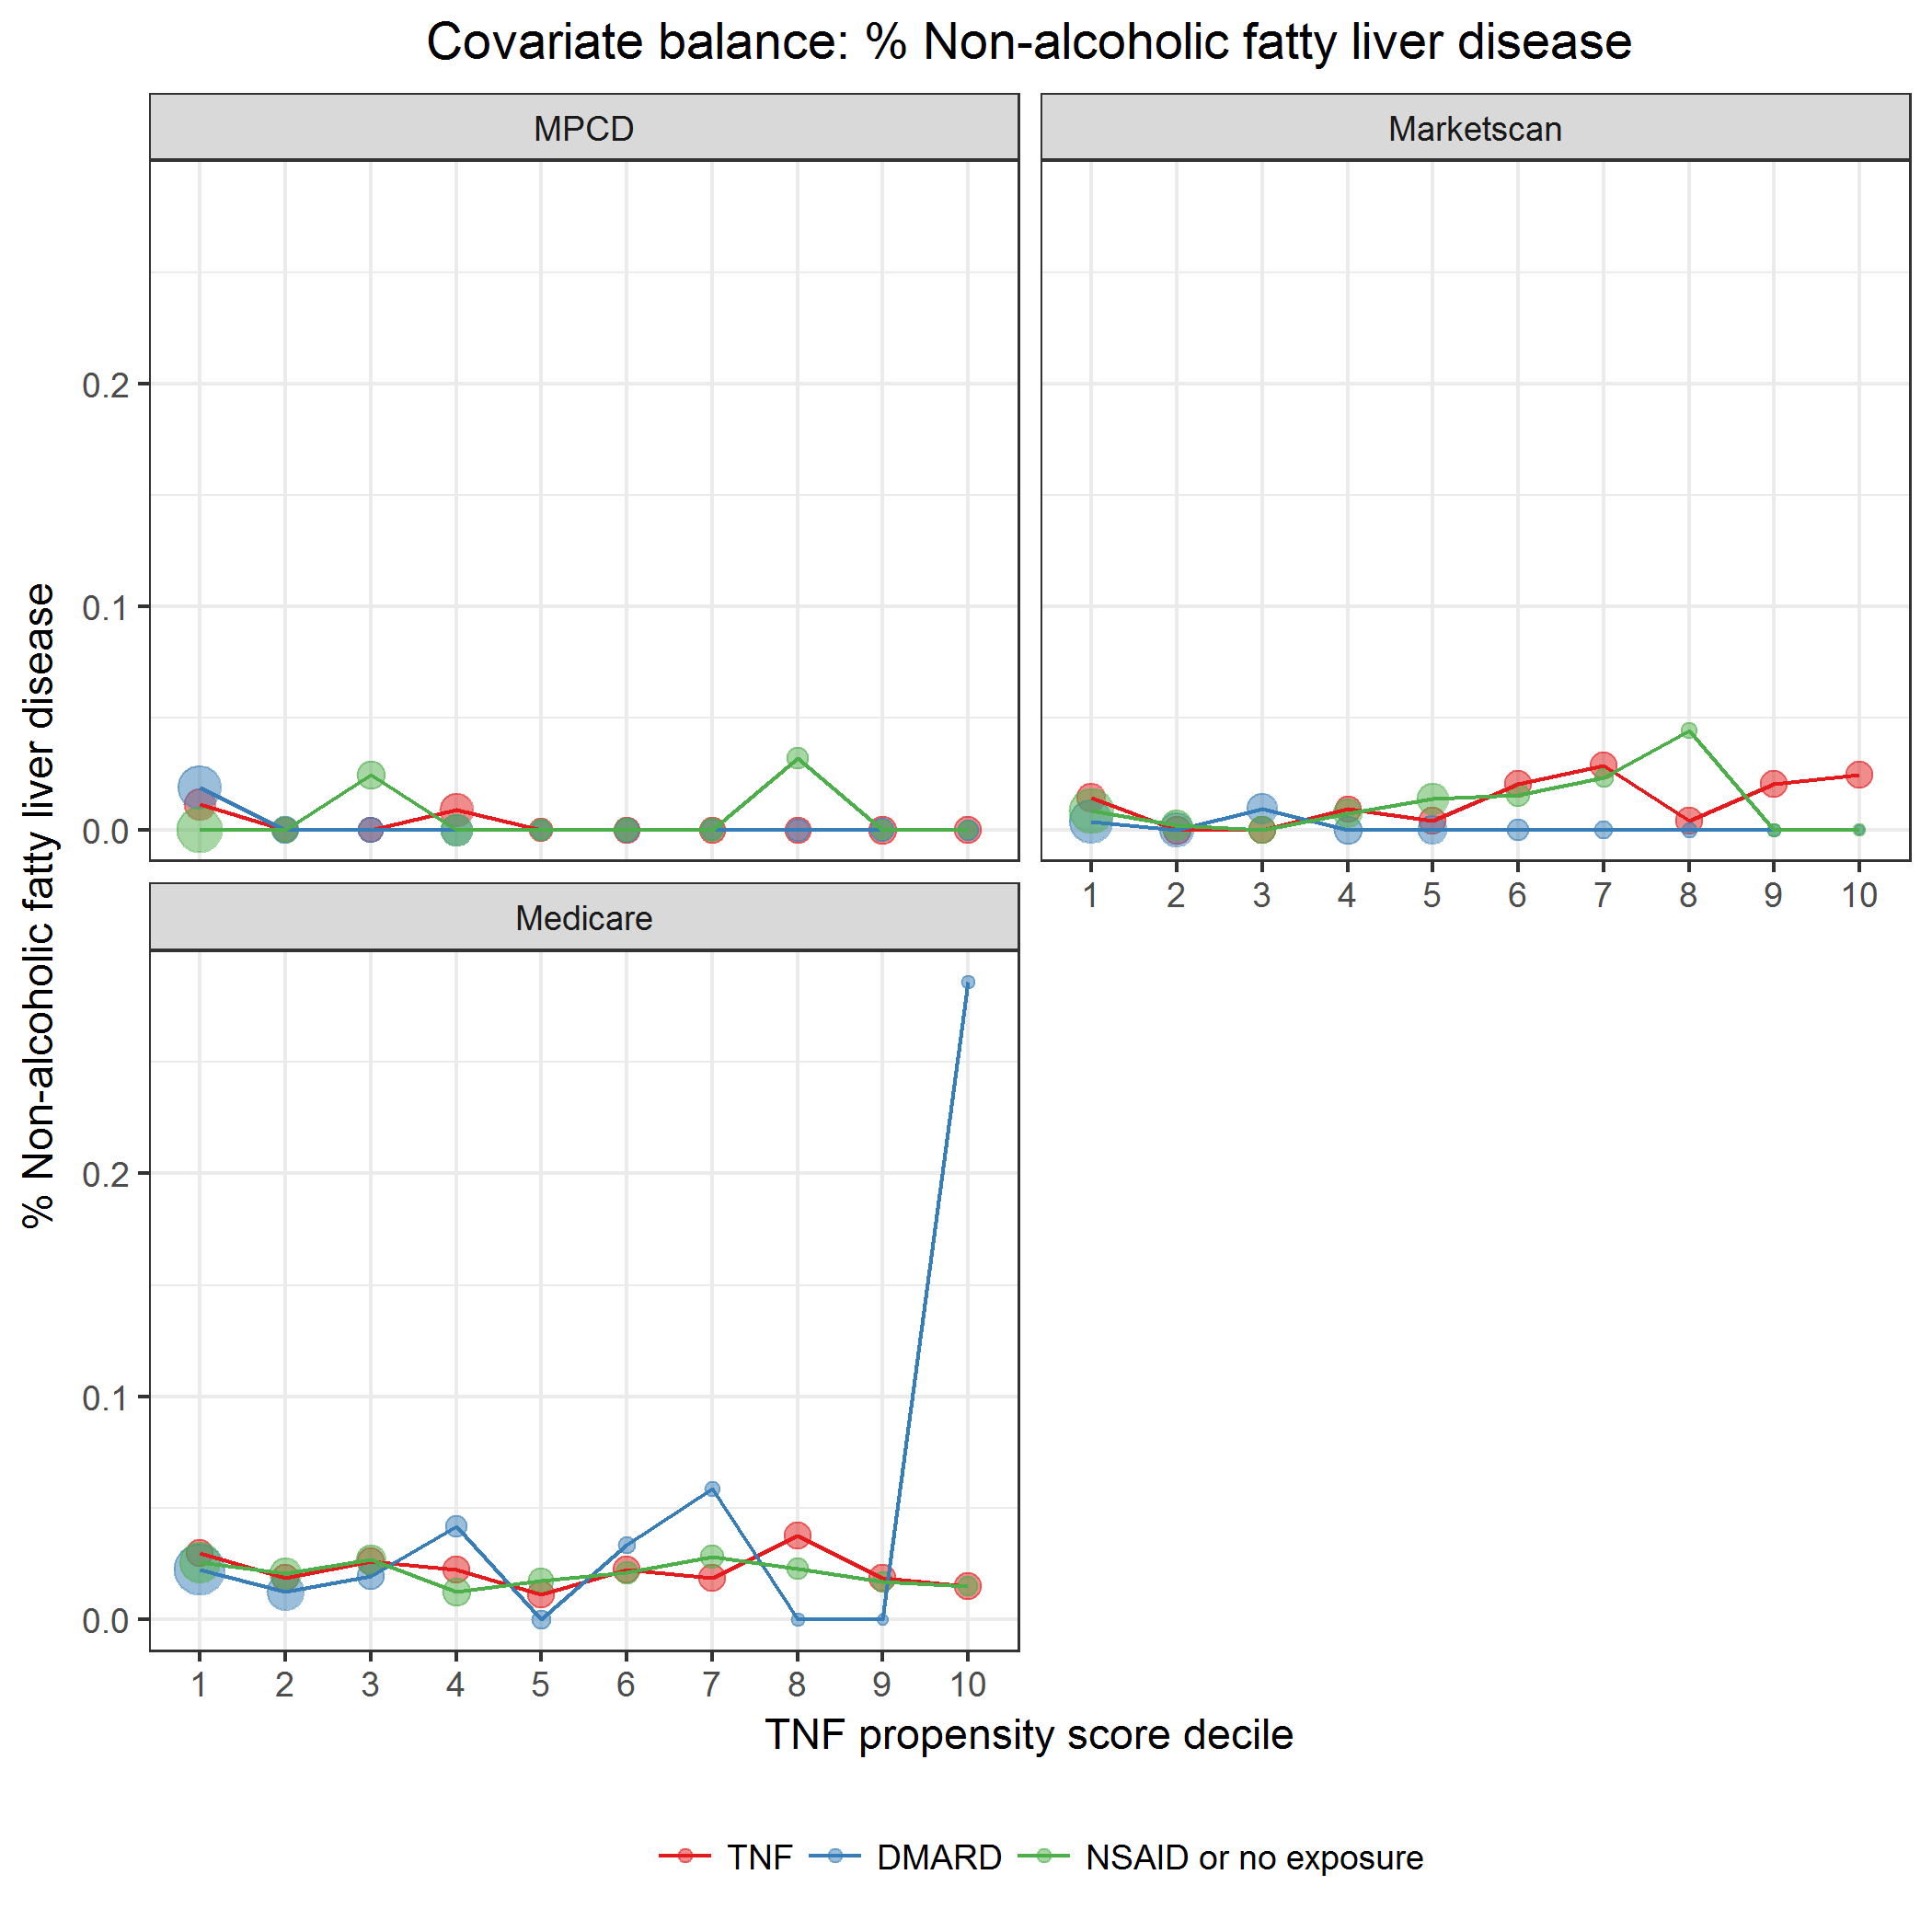 Covariate balance: % Non-alcoholic fatty liver disease
MPCD
Marketscan
0.2
0.1
0.0
1 2 3 4 5 6 7 8 9 10
Medicare
0.2
0.1
0.0
1 2 3 4 5 6 7 8 9 10
% Non-alcoholic fatty liver disease
TNF propensity score decile
TNF DMARD NSAID or no exposure